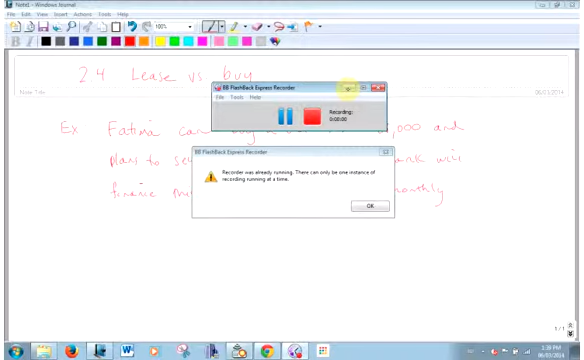 Note1 - Windows Journal
File Edit View Insert Actions Tools Help
100%
2.4 Lease vs buy
Note Title
06/03/2014
BB FlashBack Express Recorder
File Tools Help
Recording:
0:00:00
Ex Fatima can ,000 and
plans to se ank will
finance monthly
BB FlashBack Express Recorder
Recorder was already running. There can only be one instance of
recording running at a time.
OK
1/1
1:39 PM
06/03/2014